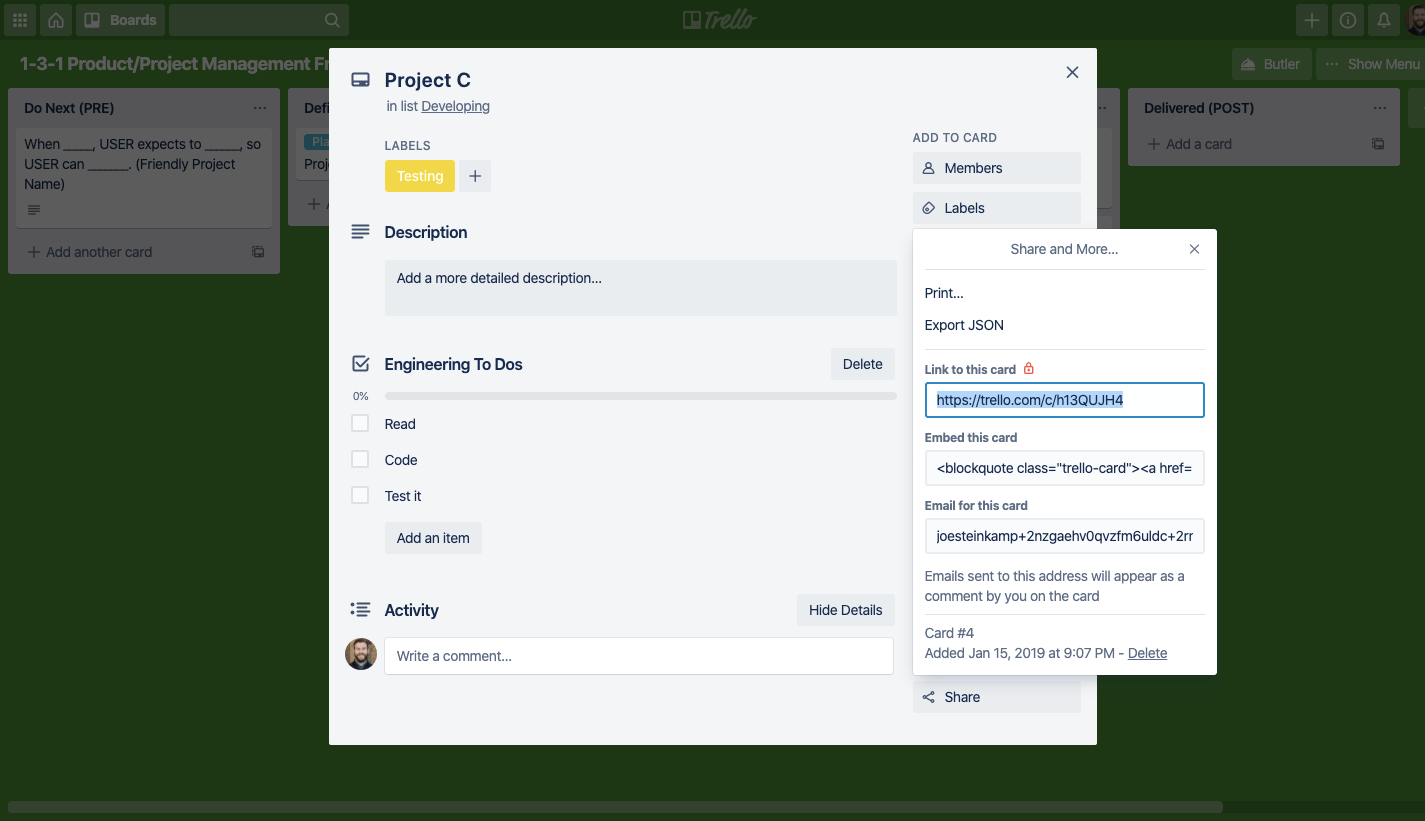 Boards
Trello
1-3-1 Product/Project Management Fr
Butler
Show Menu
Do Next (PRE)
When _____, USER expects to ______, so
USER can _______. (Friendly Project
Name)
Add another card
Defi
Pla
Proj
Delivered (POST)
Add a card
Project C
in list Developing
LABELS
Testing
Description
Add a more detailed description...
Engineering To Dos
Delete
0%
Read
Code
Test it
Add an item
Activity
Hide Details
Write a comment...
ADD TO CARD
Members
Labels
Share and More...
Print...
Export JSON
Link to this card
https://trello.com/c/h13QUJH4
Embed this card
<blockquote class="trello-card"><a href=
Email for this card
joesteinkamp+2nzgaehv0qvzfm6uldc+2rr
Emails sent to this address will appear as a
comment by you on the card
Card #4
Added Jan 15, 2019 at 9:07 PM - Delete
Share